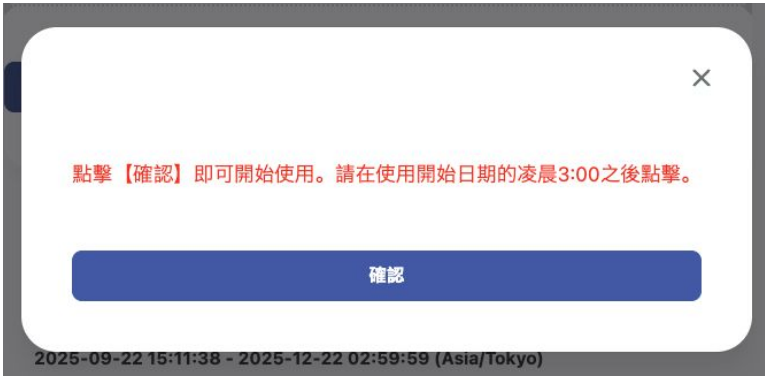 點擊【確認】即可開始使用。請在使用開始日期的凌晨3:00之後點擊。
確認
2025-09-22 15:11:38 - 2025-12-22 02:59:59 (Asia/Tokyo)